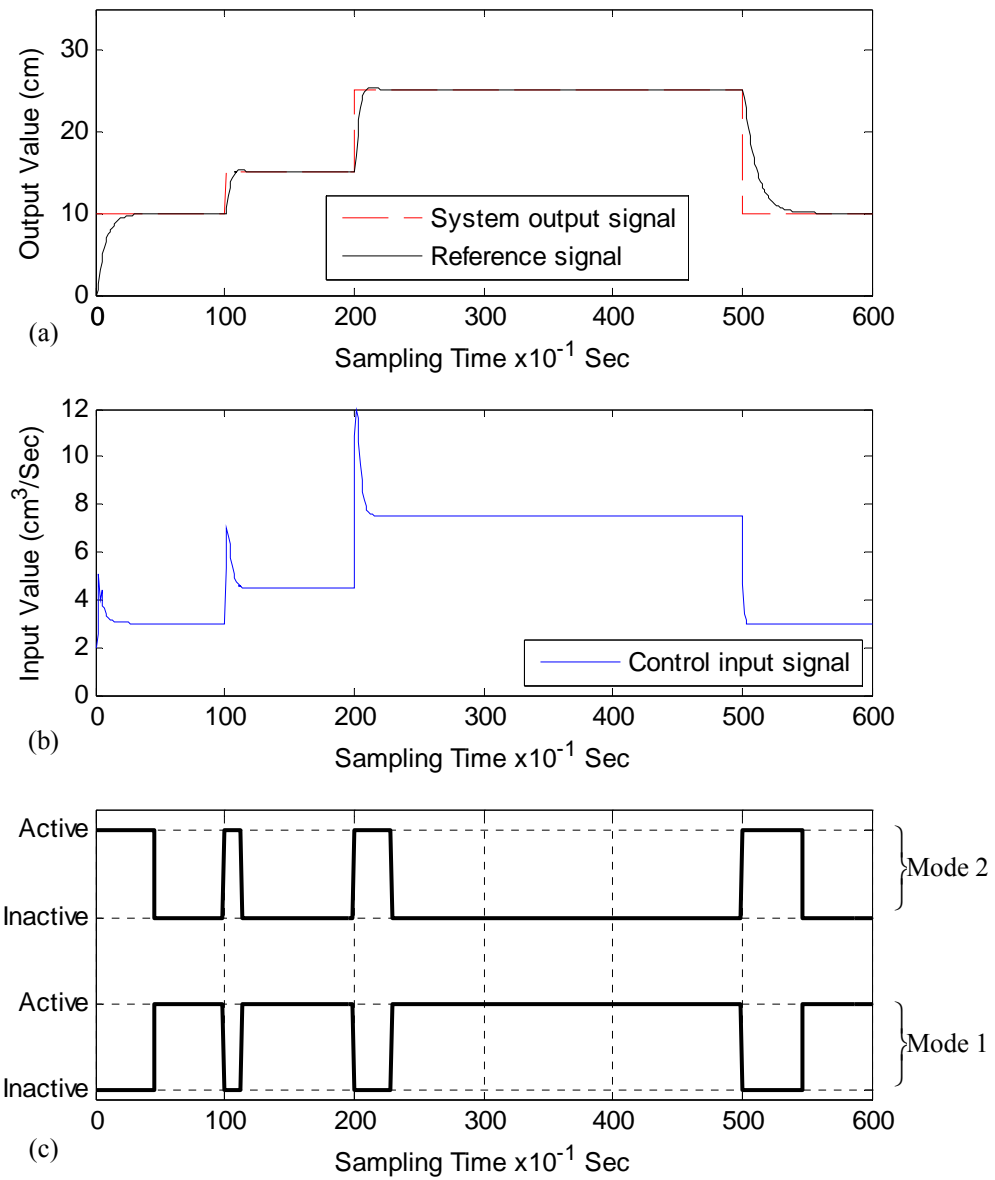 Output Value (cm)
30
20
10
0
System output signal
Reference signal
0 100 200 300 400 500 600
(a)
Sampling Time x10⁻¹ Sec
Input Value (cm³/Sec)
12
10
8
6
4
2
0
Control input signal
0 100 200 300 400 500 600
(b)
Sampling Time x10⁻¹ Sec
Active
Inactive
Mode 2
Active
Inactive
Mode 1
0 100 200 300 400 500 600
(c)
Sampling Time x10⁻¹ Sec